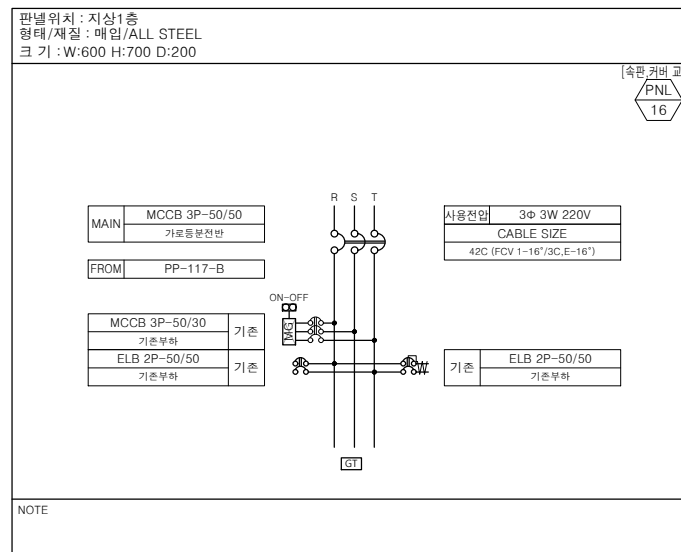 판넬위치 : 지상1층
형태/재질 : 매입/ALL STEEL
크 기 : W:600 H:700 D:200
[속판,커버 교
PNL
16
R S T
MAIN
MCCB 3P-50/50
가로등분전반
사용전압
3Φ 3W 220V
CABLE SIZE
42C (FCV 1-16°/3C,E-16°)
FROM
PP-117-B
ON-OFF
MG
MCCB 3P-50/30
기존부하
기존
ELB 2P-50/50
기존부하
기존
기존
ELB 2P-50/50
기존부하
GT
NOTE